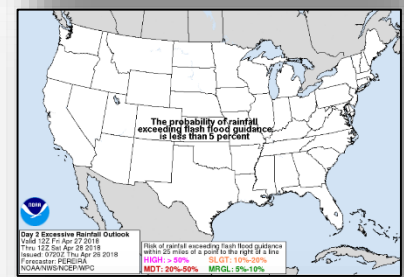 The probability of rainfall
exceeding flash flood guidance
is less than 5 percent
NOAA
Day 2 Excessive Rainfall Outlook
Valid 12Z Fri Apr 27 2018
Thru 12Z Sat Apr 28 2018
Issued: 0720Z Thu Apr 26 2018
Forecaster: PEREIRA
NOAA/NWS/NCEP/WPC
Risk of rainfall exceeding flash flood guidance
within 25 miles of a point to the right of a line
HIGH: > 50% SLGT: 10%-20%
MDT: 20%-50% MRGL: 5%-10%